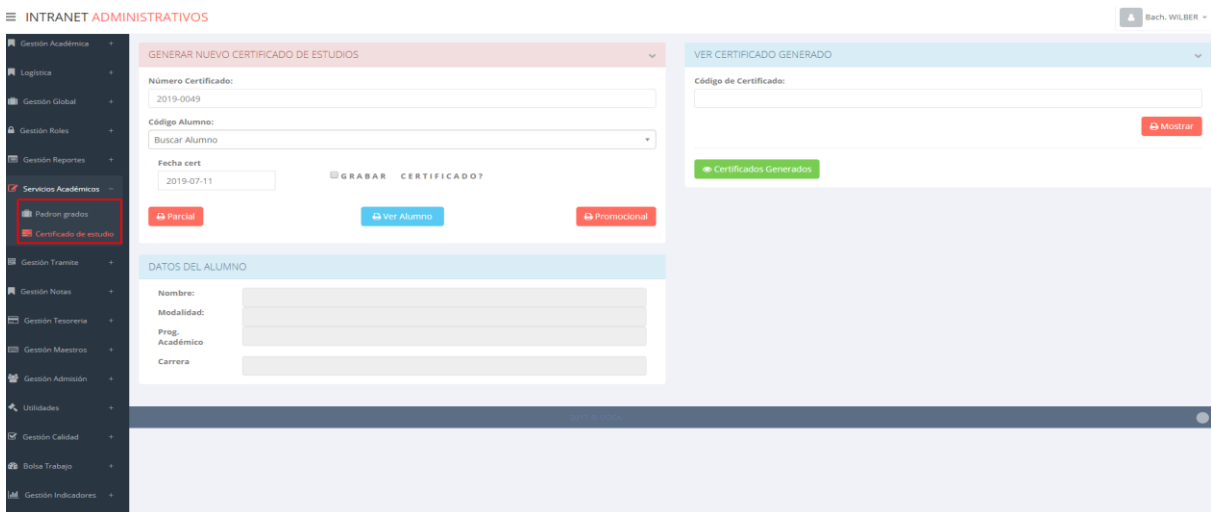 INTRANET ADMINISTRATIVOS
Bach. WILBER
Gestión Académica +
Logística +
Gestión Global +
Gestión Roles +
Gestión Reportes +
Servicios Académicos −
Padron grados
Certificado de estudio
Gestión Tramite +
Gestión Notas +
Gestión Tesoreria +
Gestión Maestros +
Gestión Admisión +
Utilidades +
Gestión Calidad +
Bolsa Trabajo +
Gestión Indicadores +
GENERAR NUEVO CERTIFICADO DE ESTUDIOS
Número Certificado:
2019-0049
Código Alumno:
Buscar Alumno
Fecha cert
2019-07-11
GRABAR CERTIFICADO?
Parcial
Ver Alumno
Promocional
DATOS DEL ALUMNO
Nombre:
Modalidad:
Prog.
Académico
Carrera
VER CERTIFICADO GENERADO
Código de Certificado:
Mostrar
Certificados Generados